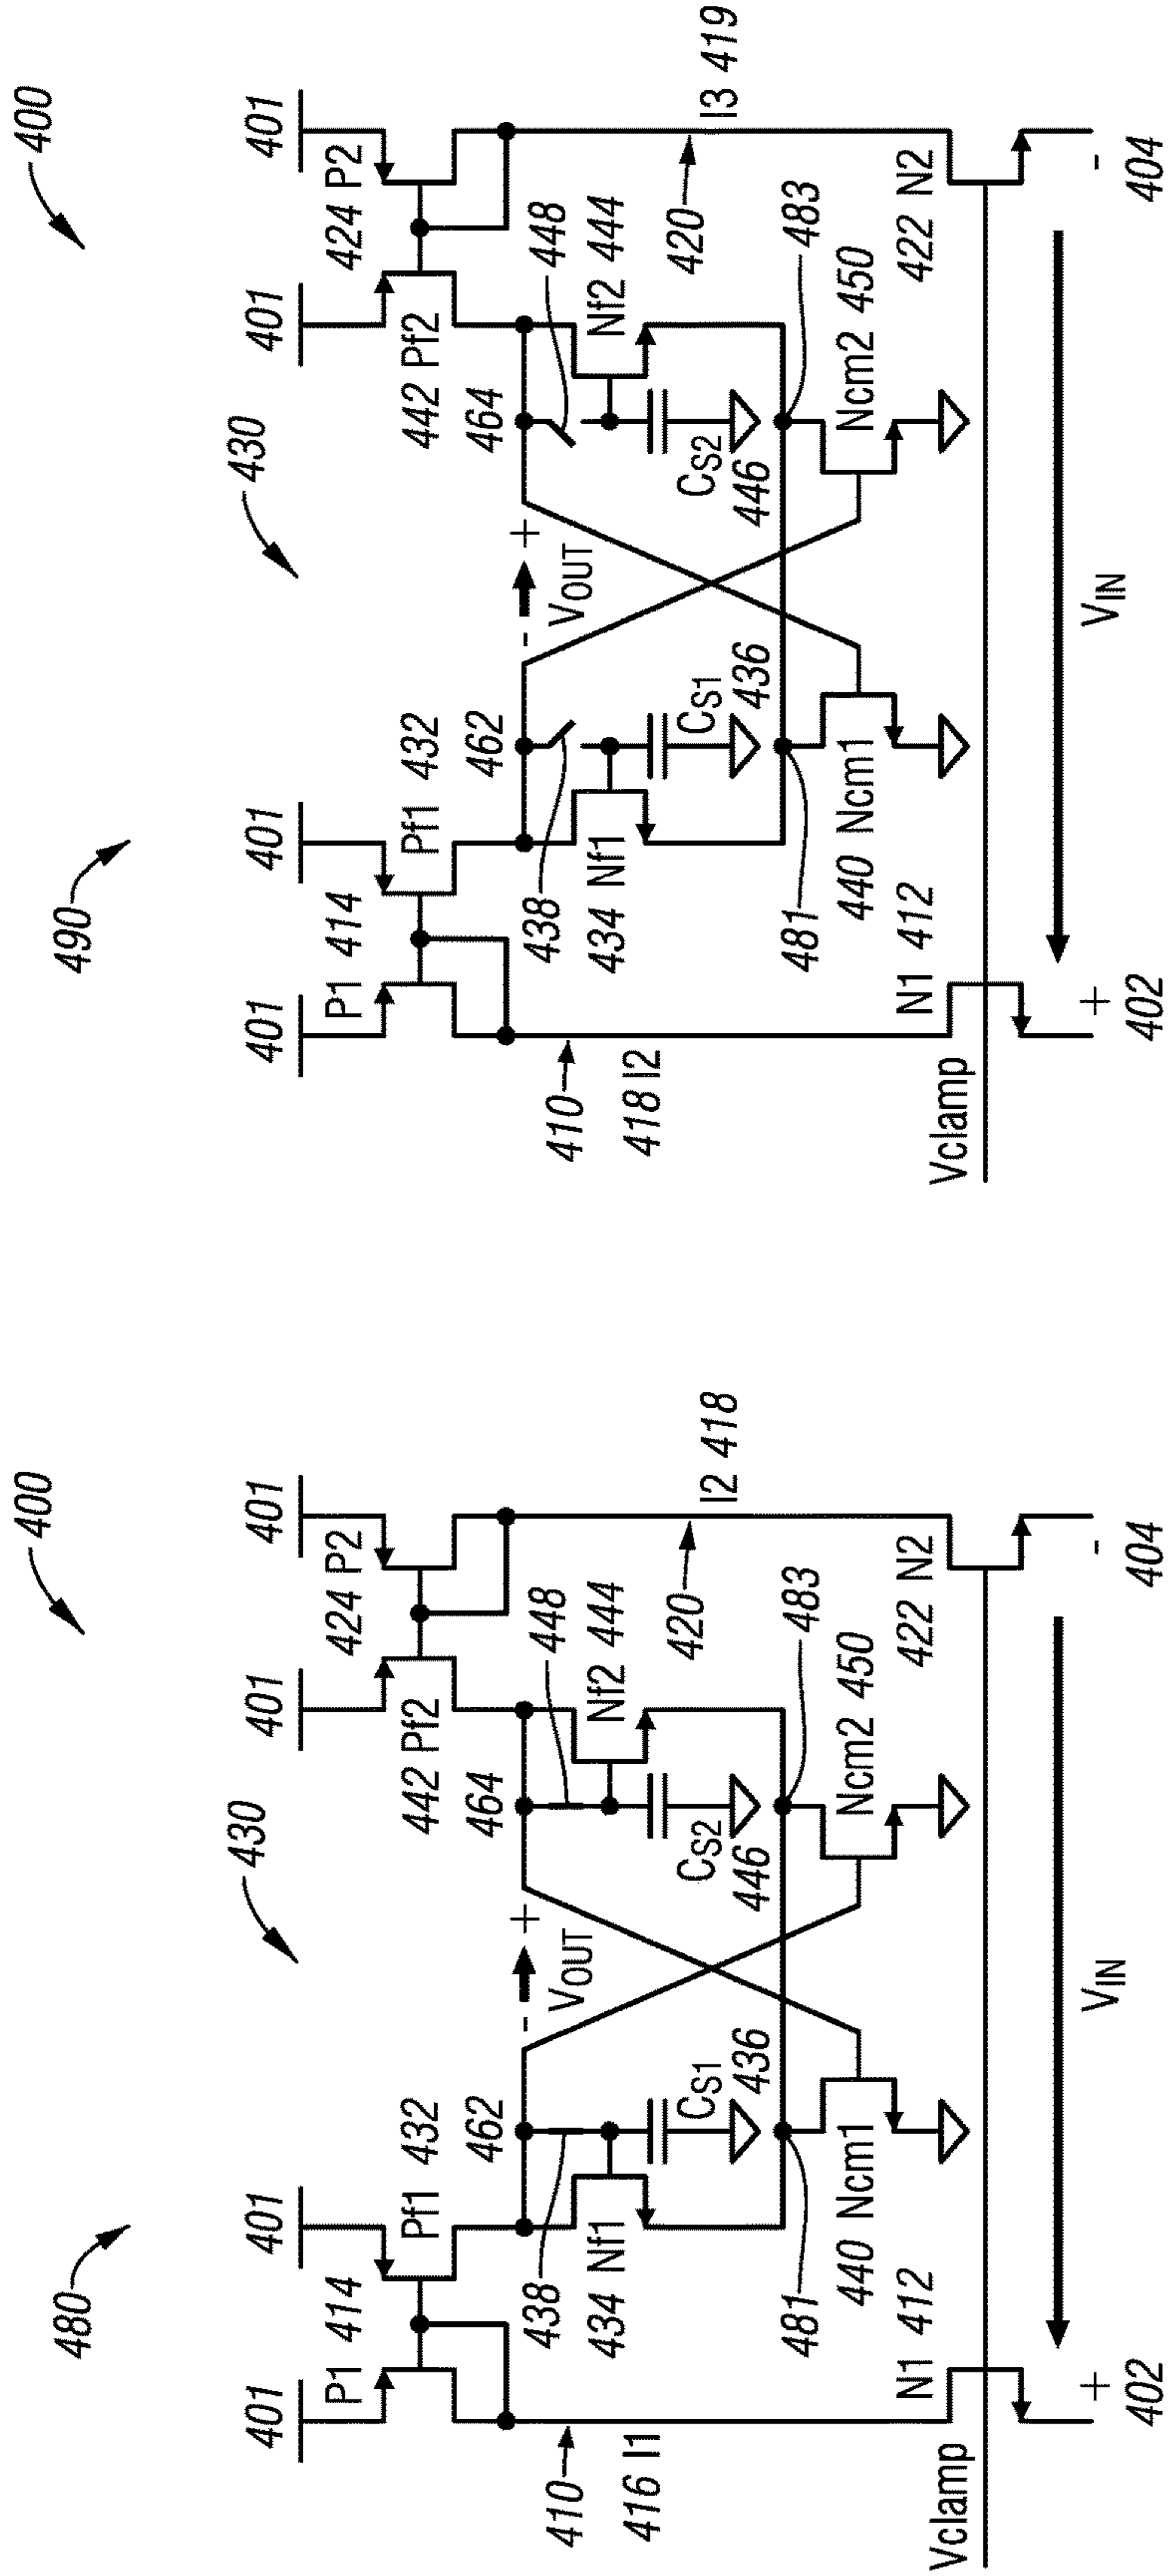 480
400
430
401
401
401
401
P1
414
Pf1
432
442
Pf2
424
P2
462
464
- +
VOUT
438
448
434 Nf1
Nf2 444
CS1
436
CS2
446
410
416 I1
420
I2 418
481
483
440 Ncm1
Ncm2 450
N1
412
422 N2
Vclamp
+
402
VIN
-
404
490
400
430
401
401
401
401
P1
414
Pf1
432
442
Pf2
424
P2
462
464
- +
VOUT
438
448
434 Nf1
Nf2 444
CS1
436
CS2
446
410
418 I2
420
I3 419
481
483
440 Ncm1
Ncm2 450
N1
412
422 N2
Vclamp
+
402
VIN
-
404